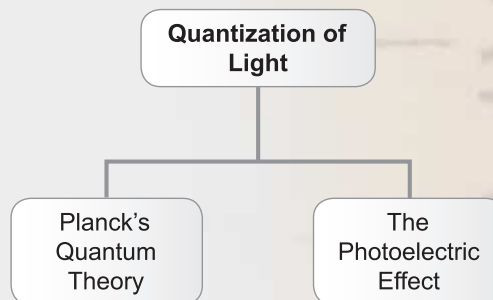 Quantization of
Light
Planck’s
Quantum
Theory
The
Photoelectric
Effect